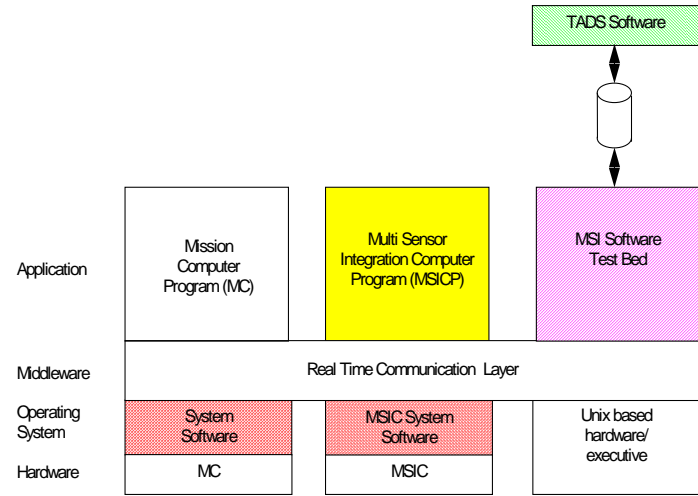 TADS Software
Application
Mission
Computer
Program (MC)
Multi Sensor
Integration Computer
Program (MSICP)
MSI Software
Test Bed
Middleware
Real Time Communication Layer
Operating
System
System
Software
MSIC System
Software
Unix based
hardware/
executive
Hardware
MC
MSIC